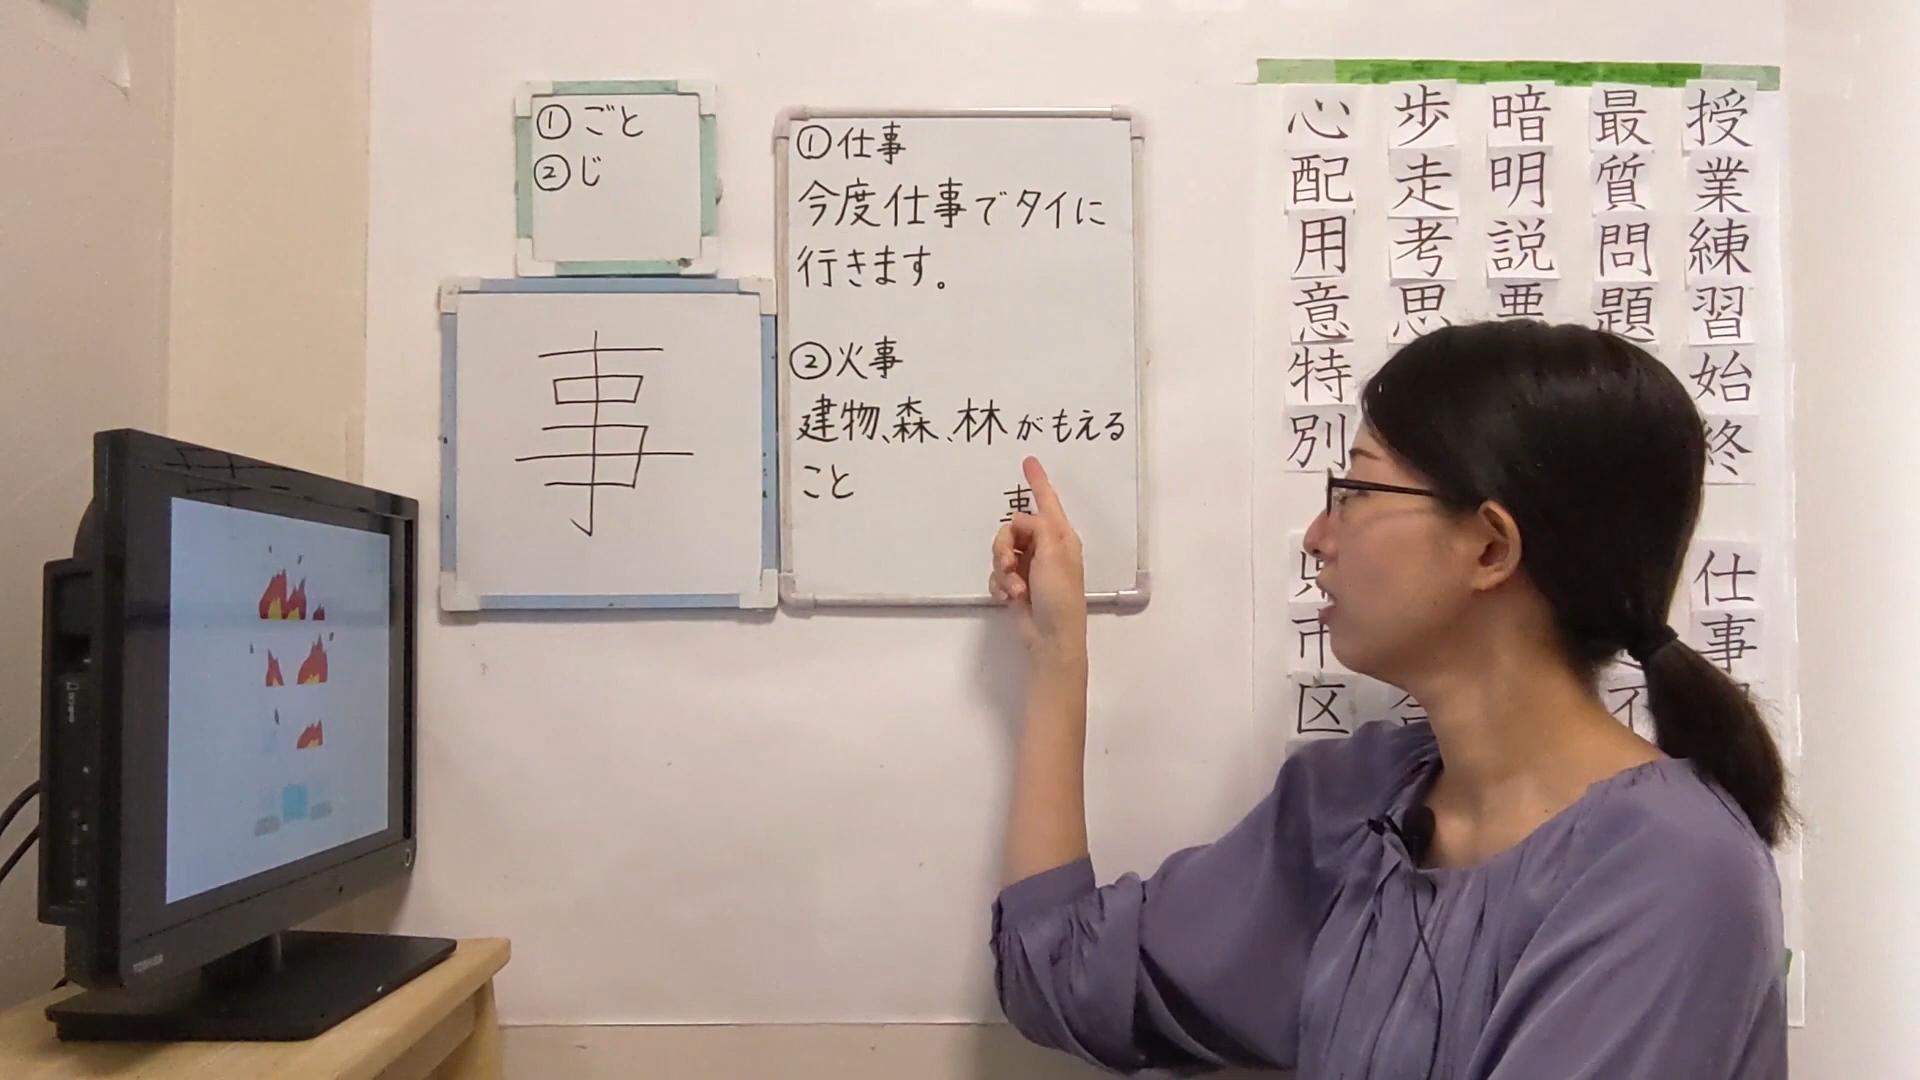 ①ごと
②じ
事
①仕事
今度仕事でタイに
行きます。
②火事
建物、森、林がもえる
こと
事
心歩暗最授
配走明質業
用考説問練
意思悪題習
特始
別終
仕
市事
区不
TOSHIBA